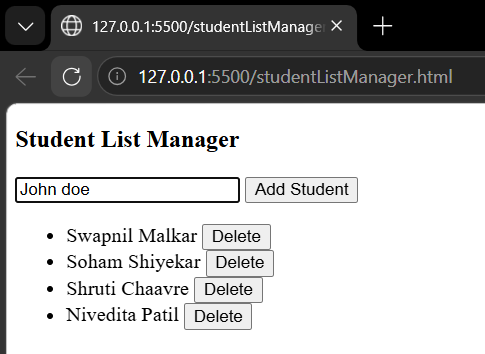 127.0.0.1:5500/studentListManager
127.0.0.1:5500/studentListManager.html
Student List Manager
John doe Add Student
Swapnil Malkar Delete
Soham Shiyekar Delete
Shruti Chaavre Delete
Nivedita Patil Delete